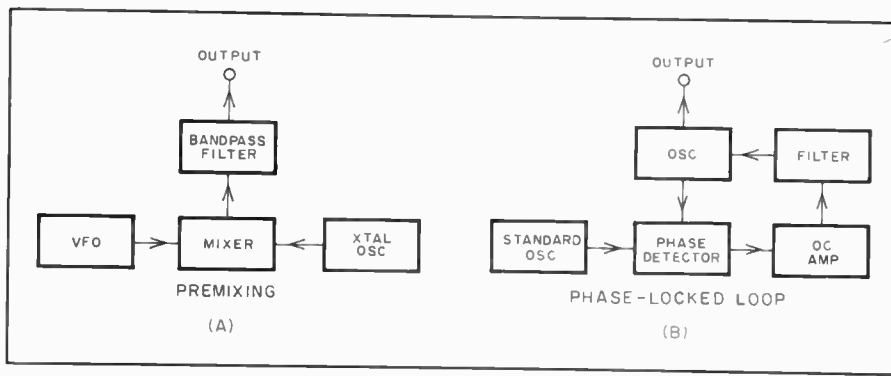 OUTPUT
BANDPASS
FILTER
VFO
MIXER
XTAL
OSC
PREMIXING
(A)
OUTPUT
OSC
FILTER
STANDARD
OSC
PHASE
DETECTOR
OC
AMP
PHASE-LOCKED LOOP
(B)